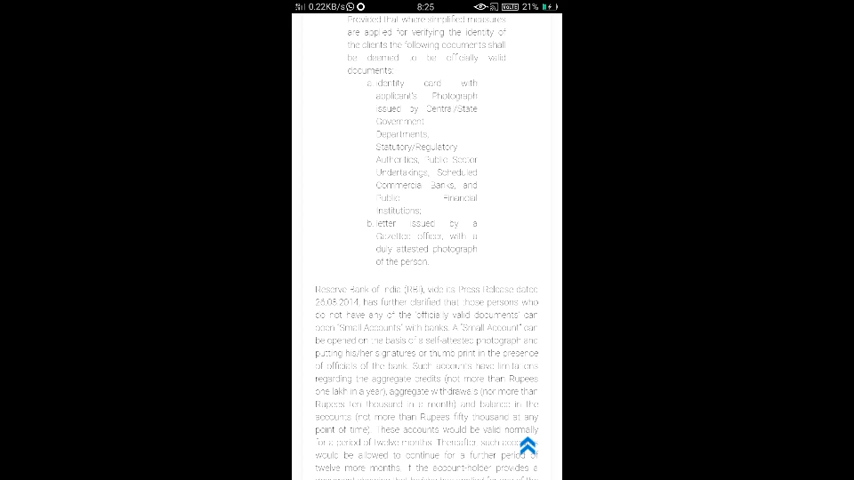 0.22KB/s 8:25 VOLTE 21%
Provided that where simplified measures
are applied for verifying the identity of
the clients the following documents shall
be deemed to be officially valid
documents:
a. identity card with
applicant's Photograph
issued by Central/State
Government
Departments,
Statutory/Regulatory
Authorities, Public Sector
Undertakings, Scheduled
Commercial Banks, and
Public Financial
Institutions;
b. letter issued by a
Gazetted officer, with a
duly attested photograph
of the person.
Reserve Bank of India (RBI), vide its Press Release dated
26.08.2014, has further clarified that those persons who
do not have any of the 'officially valid documents' can
open "Small Accounts" with banks. A "Small Account" can
be opened on the basis of a self-attested photograph and
putting his/her signatures or thumb print in the presence
of officials of the bank. Such accounts have limitations
regarding the aggregate credits (not more than Rupees
one lakh in a year), aggregate withdrawals (nor more than
Rupees ten thousand in a month) and balance in the
accounts (not more than Rupees fifty thousand at any
point of time). These accounts would be valid normally
for a period of twelve months. Thereafter, such
would be allowed to continue for a further period of
twelve more months, if the account-holder provides a